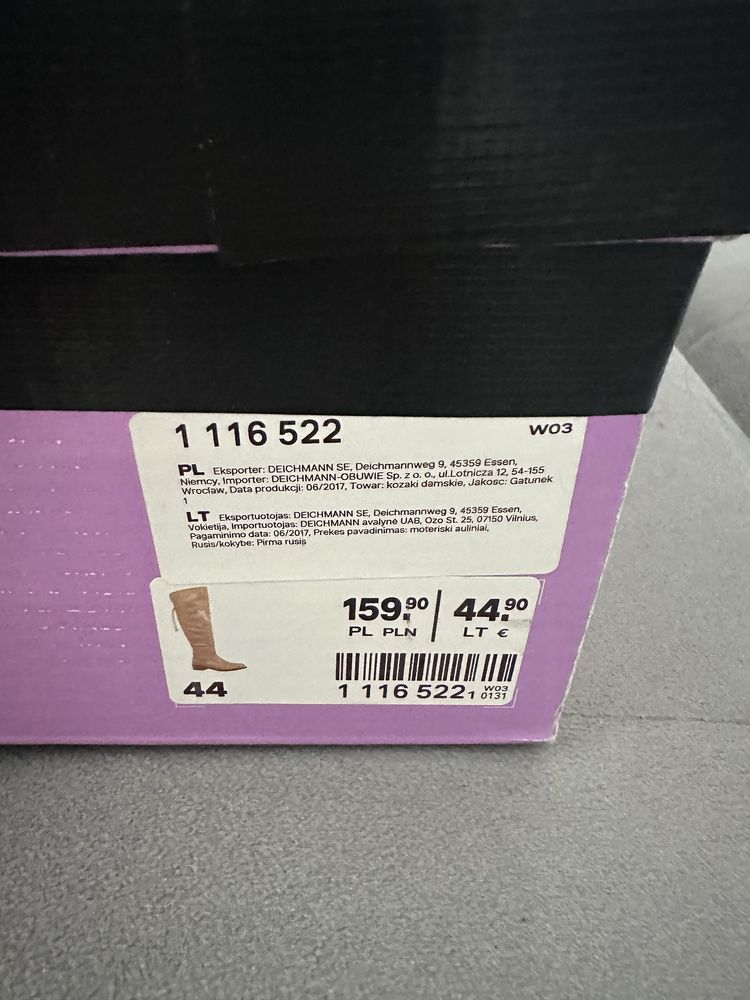 1 116 522
W03
PL Eksporter: DEICHMANN SE, Deichmannweg 9, 45359 Essen,
Niemcy, Importer: DEICHMANN-OBUWIE Sp. z o. o., ul.Lotnicza 12, 54-155
Wrocław, Data produkcji: 06/2017, Towar: kozaki damskie, Jakosc: Gatunek
1
LT Eksportuotojas: DEICHMANN SE, Deichmannweg 9, 45359 Essen,
Vokietija, Importuotojas: DEICHMANN avalynė UAB, Ozo St. 25, 07150 Vilnius,
Pagaminimo data: 06/2017, Prekes pavadinimas: moteriski auliniai,
Rusis/kokybe: Pirma rusis
159.90 44.90
PL PLN LT €
44
1 116 522 1 W03 0131